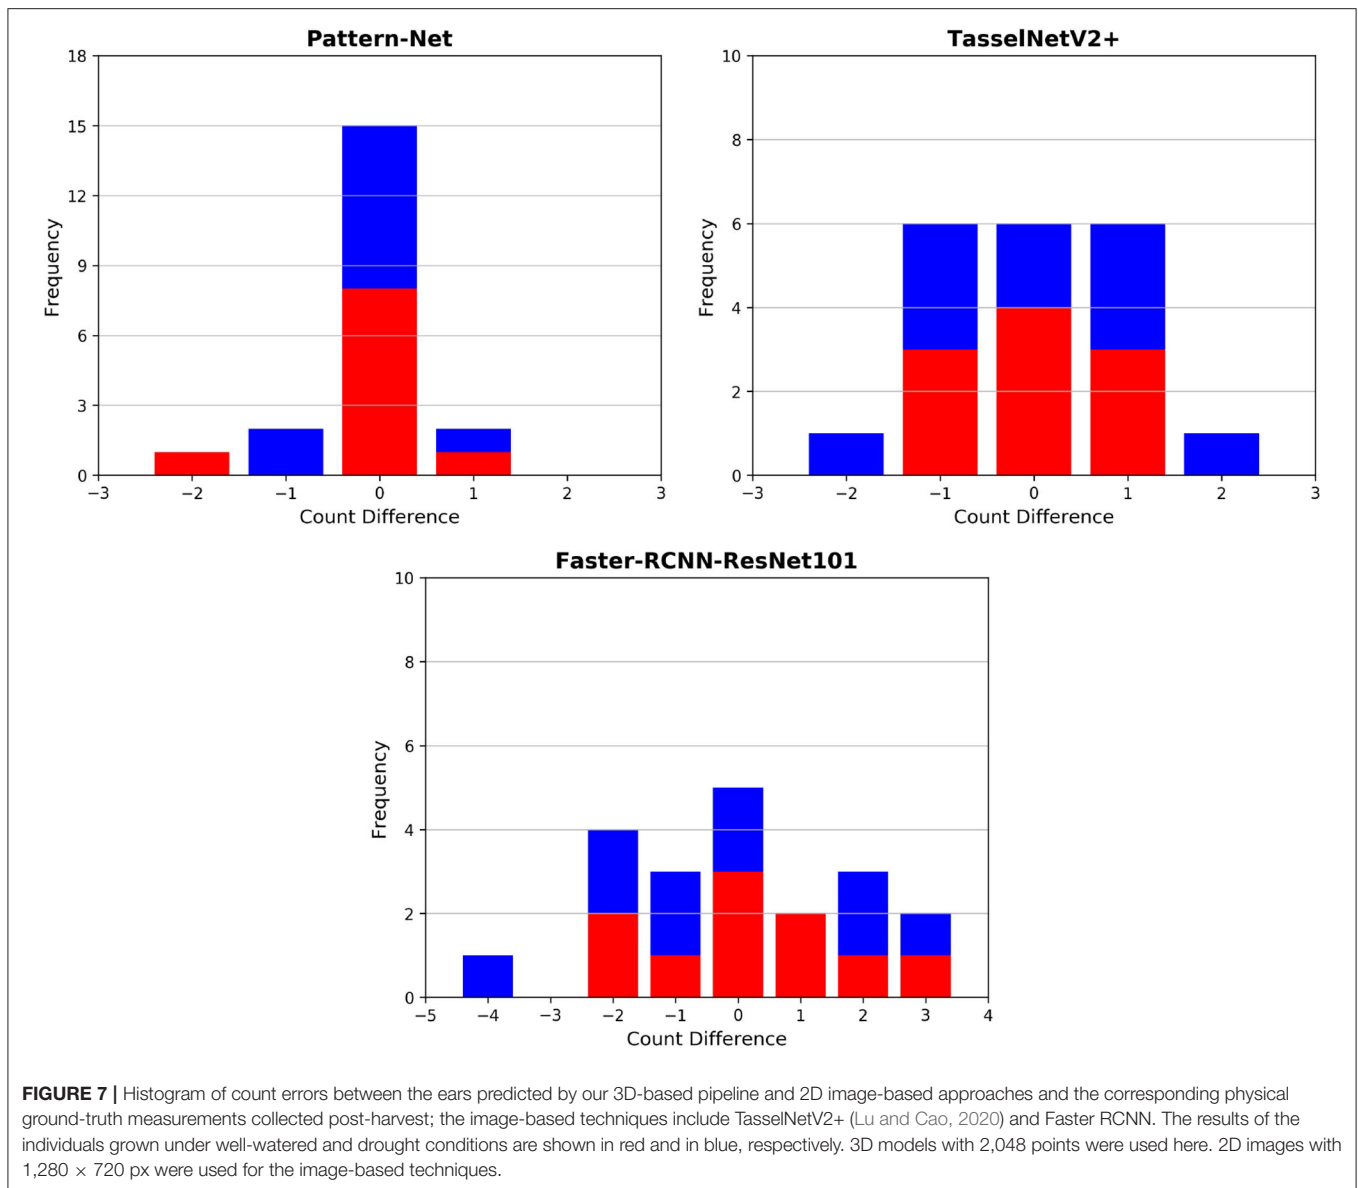 Pattern-Net
18
15
12
9
6
3
0
Frequency
−3 −2 −1 0 1 2 3
Count Difference
TasselNetV2+
10
8
6
4
2
0
Frequency
−3 −2 −1 0 1 2 3
Count Difference
Faster-RCNN-ResNet101
10
8
6
4
2
0
Frequency
−5 −4 −3 −2 −1 0 1 2 3 4
Count Difference
FIGURE 7 | Histogram of count errors between the ears predicted by our 3D-based pipeline and 2D image-based approaches and the corresponding physical
ground-truth measurements collected post-harvest; the image-based techniques include TasselNetV2+ (Lu and Cao, 2020) and Faster RCNN. The results of the
individuals grown under well-watered and drought conditions are shown in red and in blue, respectively. 3D models with 2,048 points were used here. 2D images with
1,280 × 720 px were used for the image-based techniques.